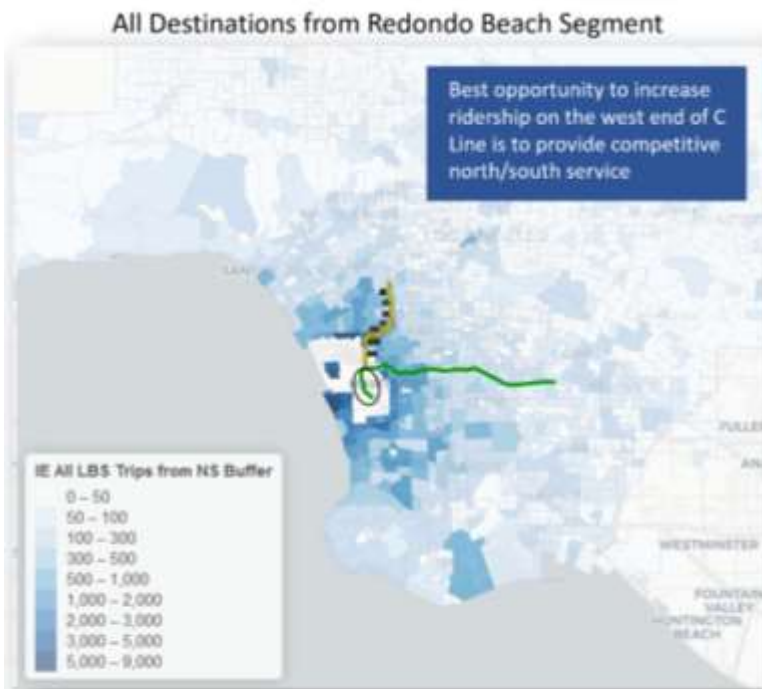 All Destinations from Redondo Beach Segment
Best opportunity to increase
ridership on the west end of C
Line is to provide competitive
north/south service
IE All LBS Trips from NS Buffer
0 – 50
50 – 100
100 – 300
300 – 500
500 – 1,000
1,000 – 2,000
2,000 – 3,000
3,000 – 5,000
5,000 – 9,000
FULLER
AN
WESTMINSTER
FOUNTAIN
VALLEY
HUNTINGTON
BEACH